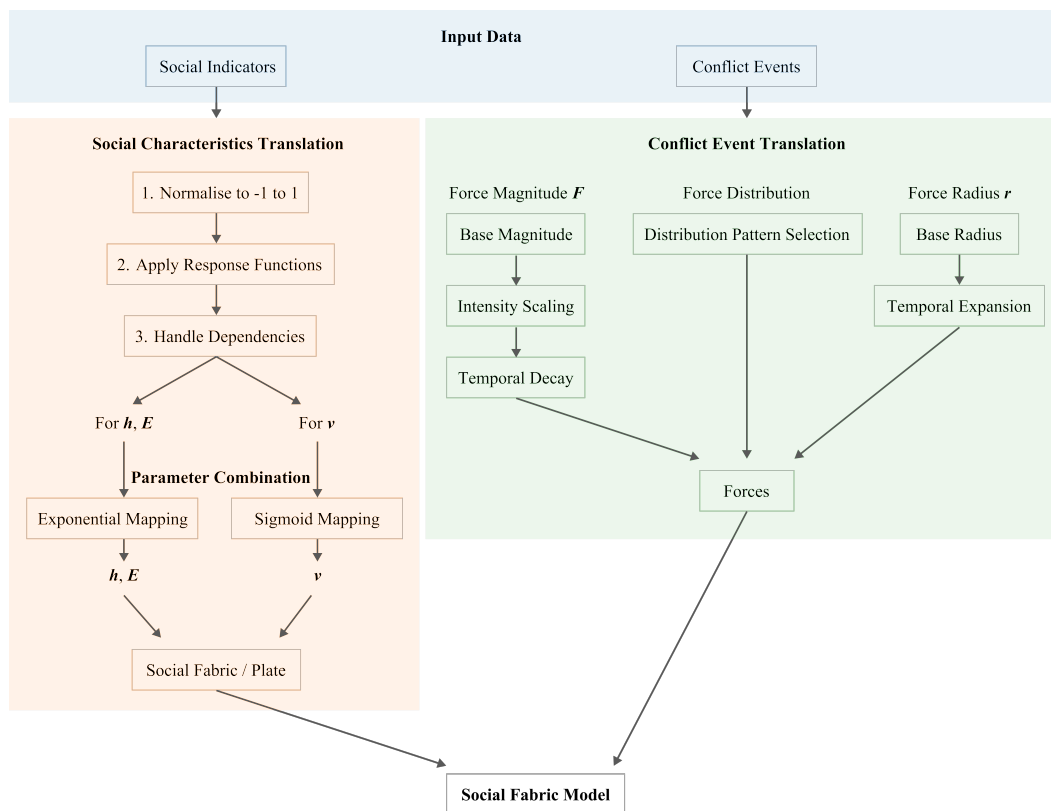 Input Data
Social Indicators
Conflict Events
Social Characteristics Translation
1. Normalise to -1 to 1
2. Apply Response Functions
3. Handle Dependencies
For h, E
For v
Parameter Combination
Exponential Mapping
Sigmoid Mapping
h, E
v
Social Fabric / Plate
Conflict Event Translation
Force Magnitude F
Base Magnitude
Intensity Scaling
Temporal Decay
Force Distribution
Distribution Pattern Selection
Force Radius r
Base Radius
Temporal Expansion
Forces
Social Fabric Model